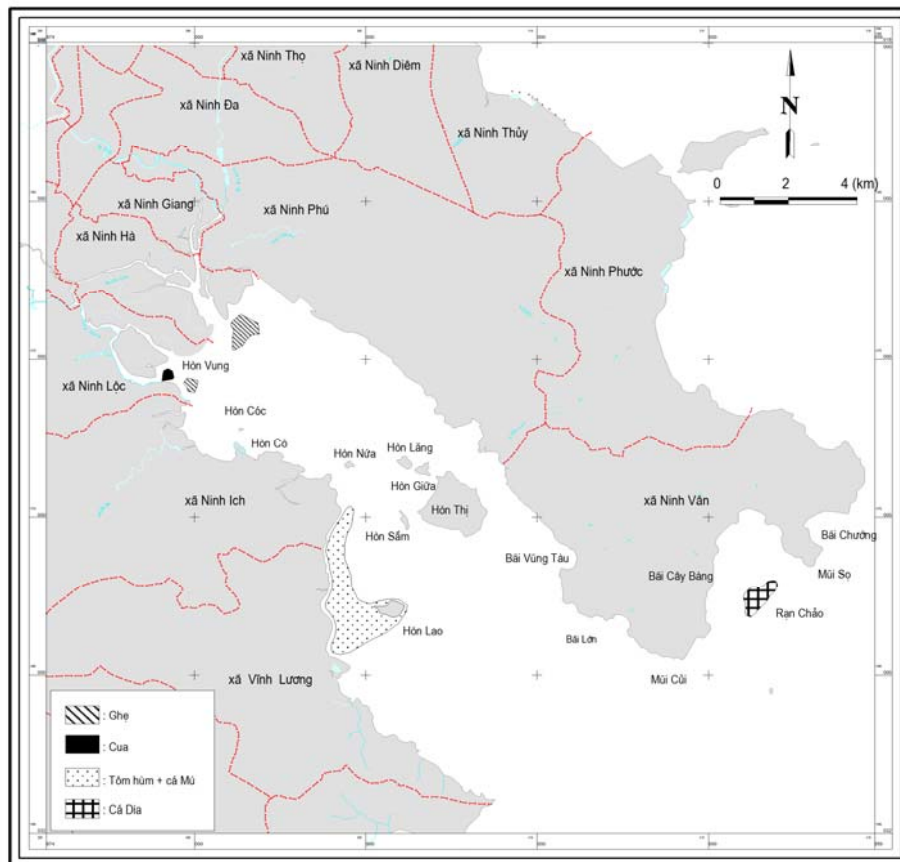 xã Ninh Thọ
xã Ninh Diêm
xã Ninh Đa
xã Ninh Thủy
N
0 2 4 (km)
xã Ninh Giang
xã Ninh Phú
xã Ninh Hà
xã Ninh Phước
Hòn Vung
xã Ninh Lộc
Hòn Cóc
Hòn Có
Hòn Nứa
Hòn Lăng
Hòn Giữa
xã Ninh Ich
Hòn Thị
xã Ninh Vân
Hòn Sầm
Bãi Chướng
Bãi Vũng Tàu
Bãi Cây Bàng
Mũi Sọ
Rạn Chảo
Hòn Lao
Bãi Lớn
xã Vĩnh Lương
Mũi Củi
: Ghẹ
: Cua
: Tôm hùm + cá Mú
: Cá Dìa